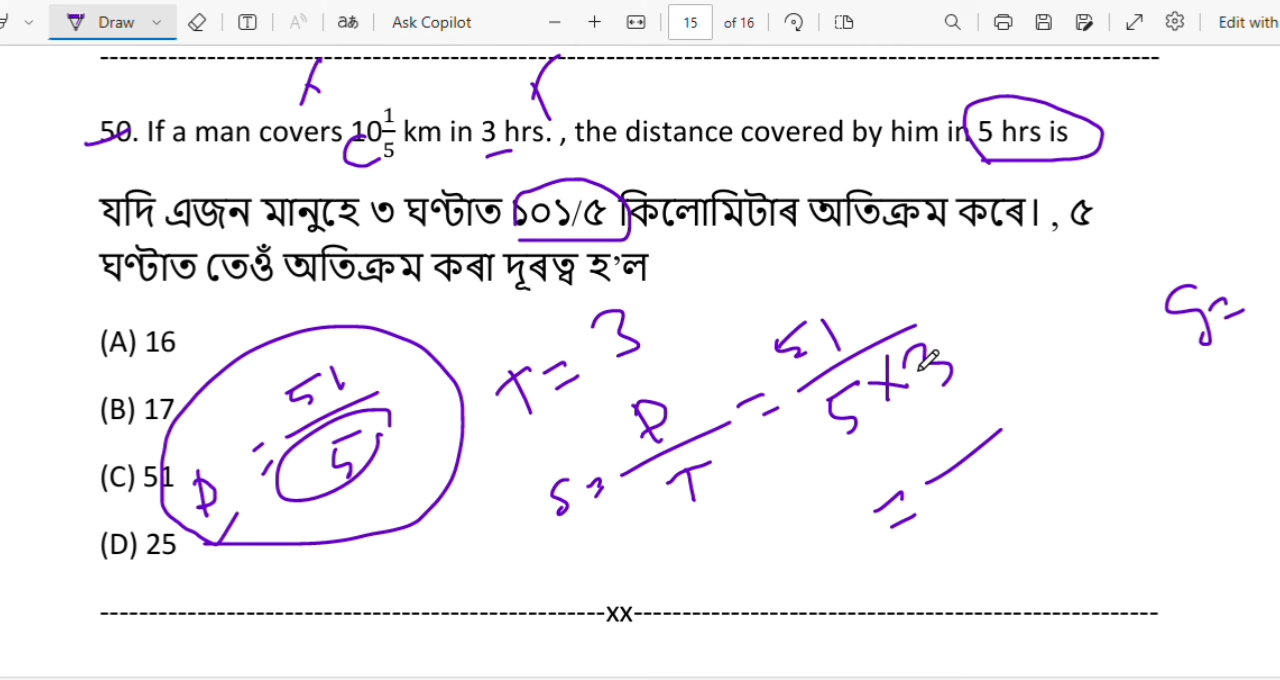 Draw aあ Ask Copilot 15 of 16 Edit with
50. If a man covers 10 1/5 km in 3 hrs. , the distance covered by him in 5 hrs is
যদি এজন মানুহে ৩ ঘণ্টাত ১০১/৫ কিলোমিটাৰ অতিক্ৰম কৰে। , ৫
ঘণ্টাত তেওঁ অতিক্ৰম কৰা দূৰত্ব হ’ল
(A) 16
(B) 17
(C) 51
(D) 25
= 51/5
T = 3
S = D/T = 51/5×3
=
xx